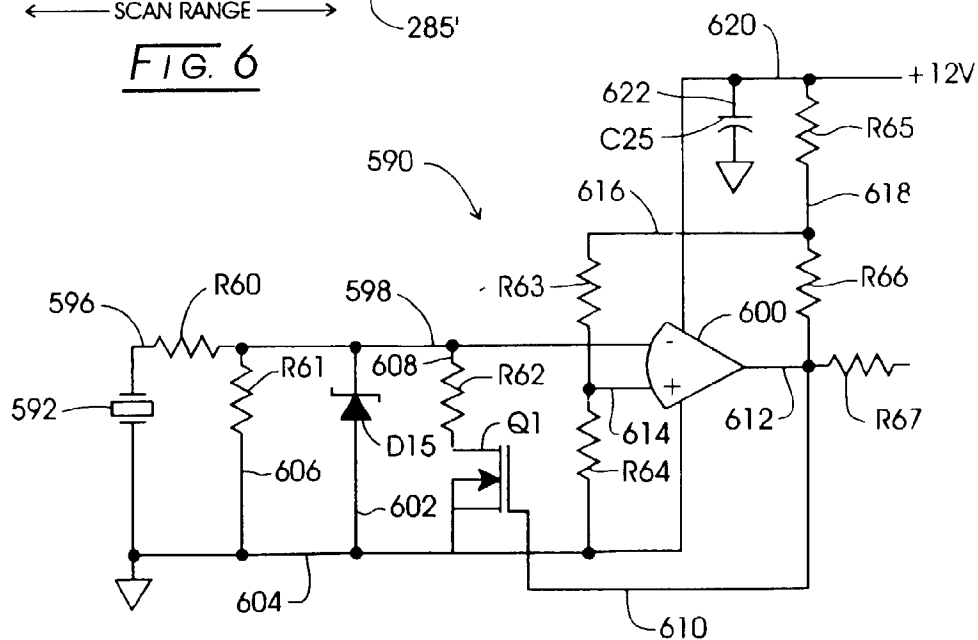 SCAN RANGE
285'
FIG. 6
620
+12V
622
C25
R65
590
616
618
R63
R66
R60
598
596
600
608
R61
R62
592
-
+
D15
Q1
614
612
R67
606
602
R64
604
610